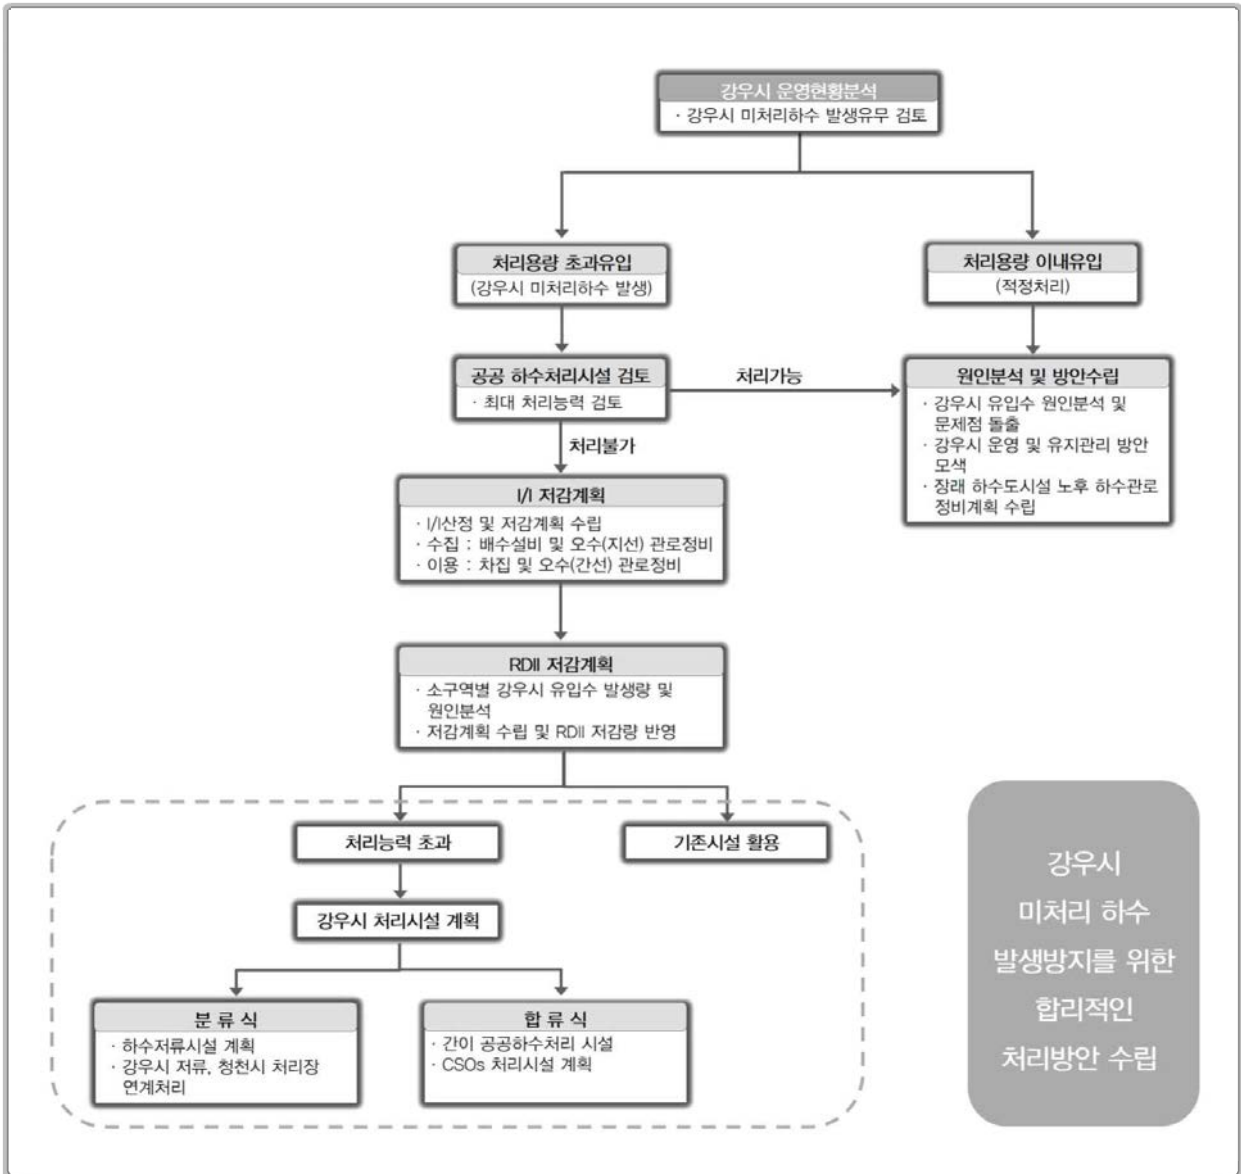 강우시 운영현황분석
· 강우시 미처리하수 발생유무 검토
처리용량 초과유입
(강우시 미처리하수 발생)
처리용량 이내유입
(적정처리)
공공 하수처리시설 검토
· 최대 처리능력 검토
처리가능
원인분석 및 방안수립
· 강우시 유입수 원인분석 및
문제점 돌출
· 강우시 운영 및 유지관리 방안
모색
· 장래 하수도시설 노후 하수관로
정비계획 수립
처리불가
I/I 저감계획
· I/I산정 및 저감계획 수립
· 수집 : 배수설비 및 오수(지선) 관로정비
· 이용 : 차집 및 오수(간선) 관로정비
RDII 저감계획
· 소구역별 강우시 유입수 발생량 및
원인분석
· 저감계획 수립 및 RDII 저감량 반영
처리능력 초과
기존시설 활용
강우시 처리시설 계획
분 류 식
· 하수저류시설 계획
· 강우시 저류, 청천시 처리장
연계처리
합 류 식
· 간이 공공하수처리 시설
· CSOs 처리시설 계획
강우시
미처리 하수
발생방지를 위한
합리적인
처리방안 수립